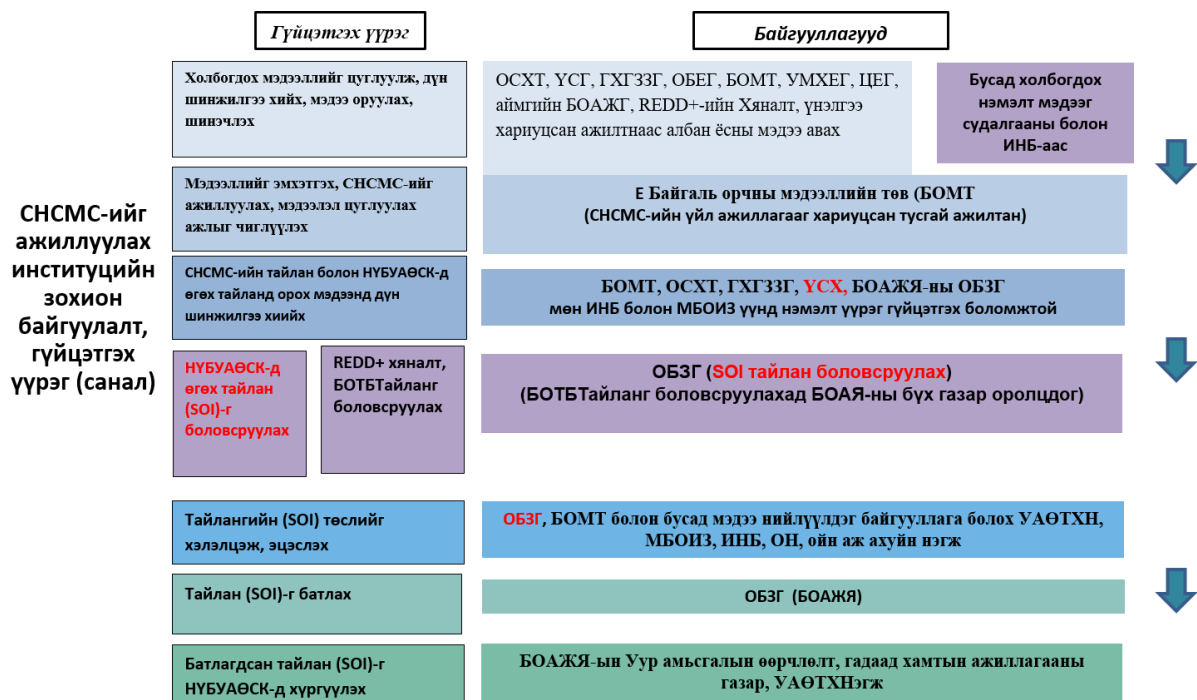 Гүйцэтгэх үүрэг
Байгууллагууд
СНСМС-ийг
ажиллуулах
институцийн
зохион
байгуулалт,
гүйцэтгэх
үүрэг (санал)
Холбогдох мэдээллийг цуглуулж, дүн
шинжилгээ хийх, мэдээ оруулах,
шинэчлэх
ОСХТ, ҮСГ, ГХГЗЗГ, ОБЕГ, БОМТ, УМХЕГ, ЦЕГ,
аймгийн БОАЖГ, REDD+-ийн Хяналт, үнэлгээ
хариуцсан ажилтнаас албан ёсны мэдээ авах
Бусад холбогдох
нэмэлт мэдээг
судалгааны болон
ИНБ-аас
Мэдээллийг эмхэтгэх, СНСМС-ийг
ажиллуулах, мэдээлэл цуглуулах
ажлыг чиглүүлэх
Е Байгаль орчны мэдээллийн төв (БОМТ
(СНСМС-ийн үйл ажиллагааг хариуцсан тусгай ажилтан)
СНСМС-ийн тайлан болон НҮБУАӨСК-д
өгөх тайланд орох мэдээнд дүн
шинжилгээ хиийх
БОМТ, ОСХТ, ГХГЗЗГ, ҮСХ, БОАЖЯ-ны ОБЗГ
мөн ИНБ болон МБОИЗ үүнд нэмэлт үүрэг гүйцэтгэх боломжтой
НҮБУАӨСК-д
өгөх тайлан
(SOI)-г
боловсруулах
REDD+ хяналт,
БОТБТайланг
боловсруулах
ОБЗГ (SOI тайлан боловсруулах)
(БОТБТайланг боловсруулахад БОАЯ-ны бүх газар оролцдог)
Тайлангийн (SOI) төслийг
хэлэлцэж, эцэслэх
ОБЗГ, БОМТ болон бусад мэдээ нийлүүлдэг байгууллага болох УАӨТХН,
МБОИЗ, ИНБ, ОН, ойн аж ахуйн нэгж
Тайлан (SOI)-г батлах
ОБЗГ (БОАЖЯ)
Батлагдсан тайлан (SOI)-г
НҮБУАӨСК-д хүргүүлэх
БОАЖЯ-ын Уур амьсгалын өөрчлөлт, гадаад хамтын ажиллагааны
газар, УАӨТХНэгж